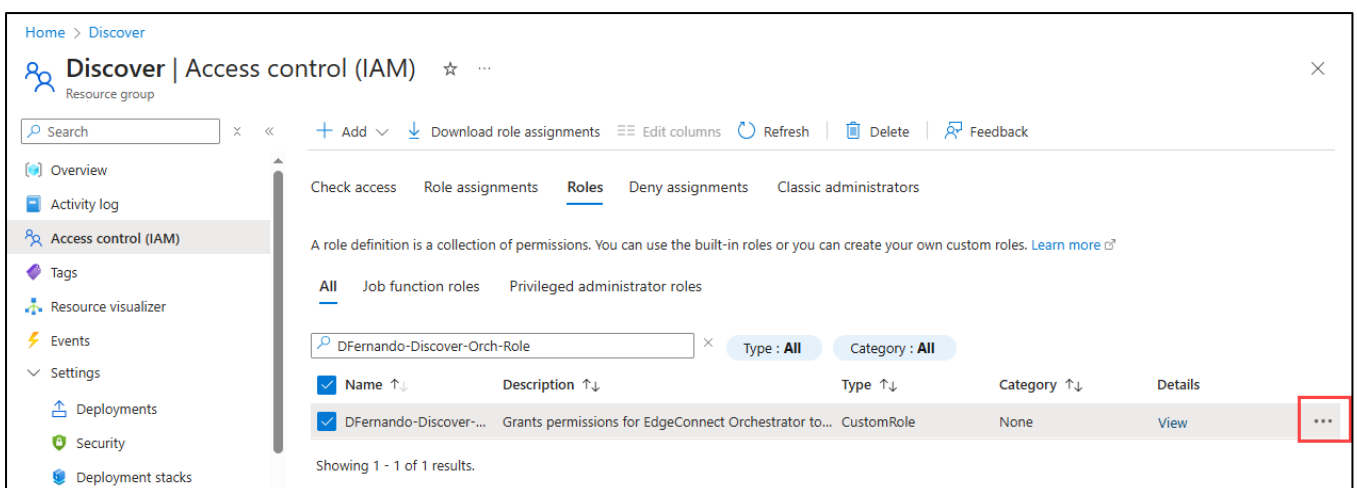 Home > Discover
Discover | Access control (IAM)
Resource group
Search
Add
Download role assignments
Edit columns
Refresh
Delete
Feedback
Overview
Activity log
Access control (IAM)
Tags
Resource visualizer
Events
Settings
Deployments
Security
Deployment stacks
Check access Role assignments Roles Deny assignments Classic administrators
A role definition is a collection of permissions. You can use the built-in roles or you can create your own custom roles. Learn more
All Job function roles Privileged administrator roles
DFernando-Discover-Orch-Role Type : All Category : All
Name Description Type Category Details
DFernando-Discover-... Grants permissions for EdgeConnect Orchestrator to... CustomRole None View
Showing 1 - 1 of 1 results.